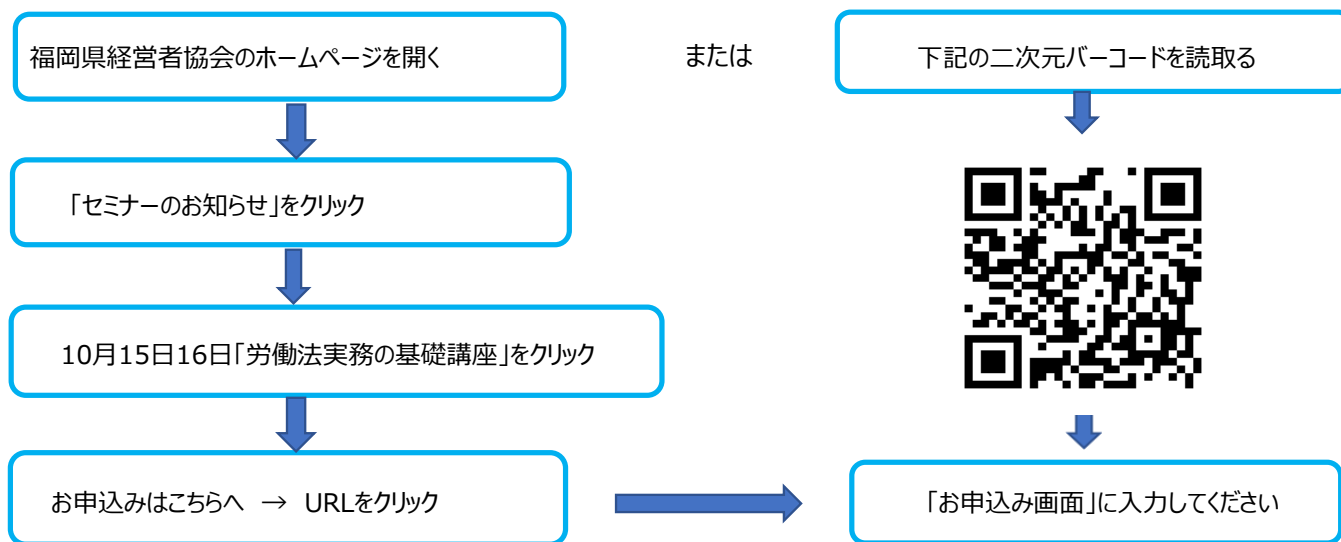 福岡県経営者協会のホームページを開く
または
下記の二次元バーコードを読取る
「セミナーのお知らせ」をクリック
10月15日16日「労働法実務の基礎講座」をクリック
お申込みはこちらへ → URLをクリック
「お申込み画面」に入力してください